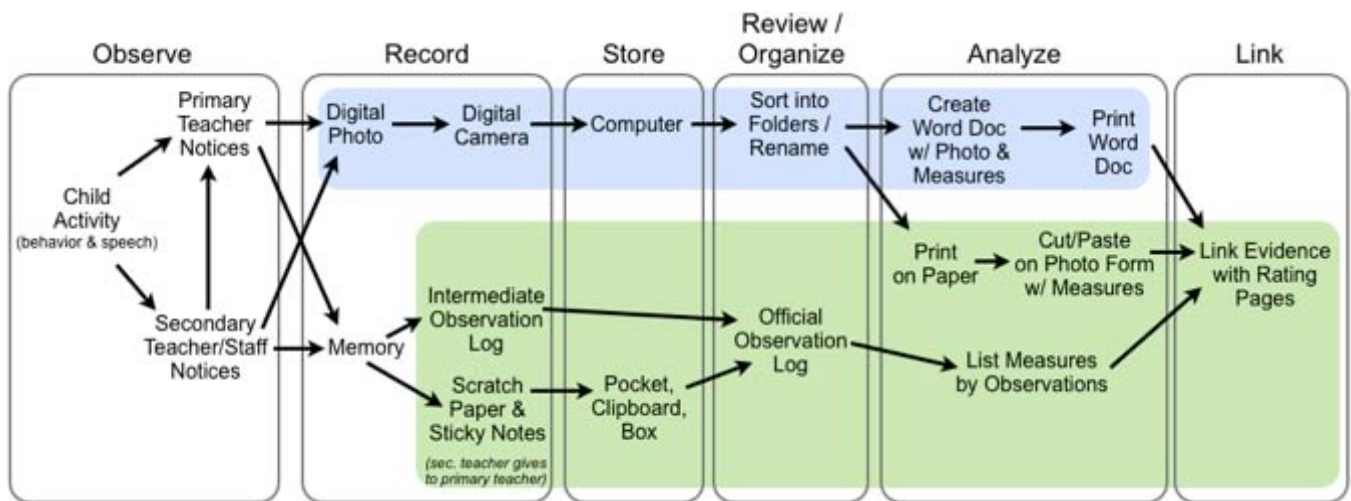 Observe
Record
Store
Review /
Organize
Analyze
Link
Primary
Teacher
Notices
Child
Activity
(behavior & speech)
Secondary
Teacher/Staff
Notices
Digital
Photo
Digital
Camera
Memory
Intermediate
Observation
Log
Scratch
Paper &
Sticky Notes
(sec. teacher gives
to primary teacher)
Computer
Pocket,
Clipboard,
Box
Sort into
Folders /
Rename
Official
Observation
Log
Create
Word Doc
w/ Photo &
Measures
Print
Word
Doc
Print
on Paper
Cut/Paste
on Photo Form
w/ Measures
List Measures
by Observations
Link Evidence
with Rating
Pages